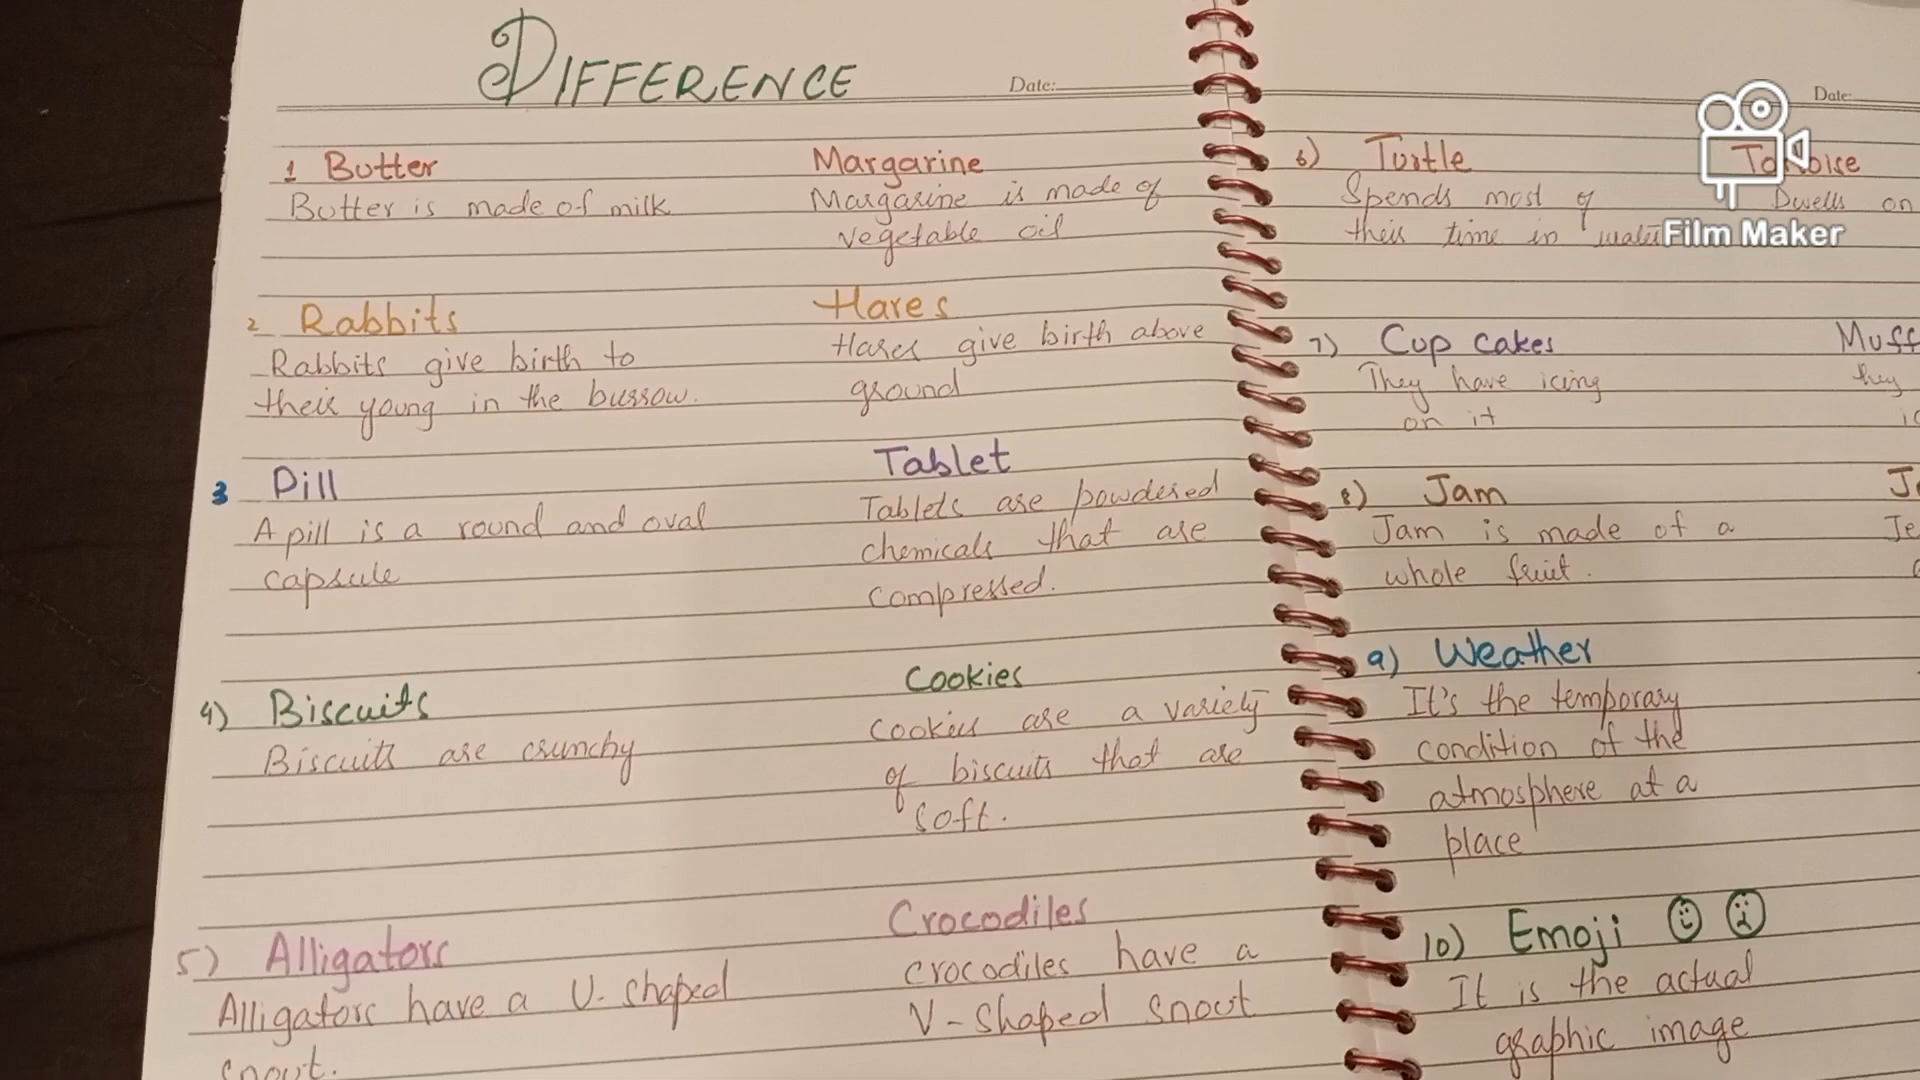 DIFFERENCE
Date:
1 Butter
Margarine
Butter is made of milk
Margarine is made of
vegetable oil
2 Rabbits
Hares
Rabbits give birth to
their young in the burrow.
Hares give birth above
ground
3 Pill
Tablet
A pill is a round and oval
capsule
Tablets are powdered
chemicals that are
compressed.
4) Biscuits
Cookies
Biscuits are crunchy
Cookies are a variety
of biscuits that are
soft.
5) Alligators
Crocodiles
Alligators have a U-shaped
snout.
crocodiles have a
V-shaped snout
Date:
6) Turtle
Spends most of
their time in water
Dwells on
7) Cup cakes
Muff
They have icing
on it
they
8) Jam
Jam is made of a
whole fruit.
Je
9) Weather
It's the temporary
condition of the
atmosphere at a
place
10) Emoji
It is the actual
graphic image
Film Maker